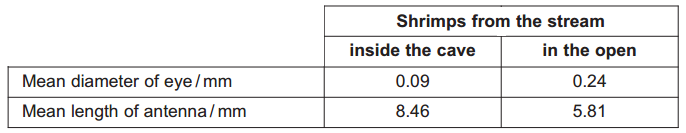 Shrimps from the stream
inside the cave in the open
Mean diameter of eye / mm 0.09 0.24
Mean length of antenna / mm 8.46 5.81